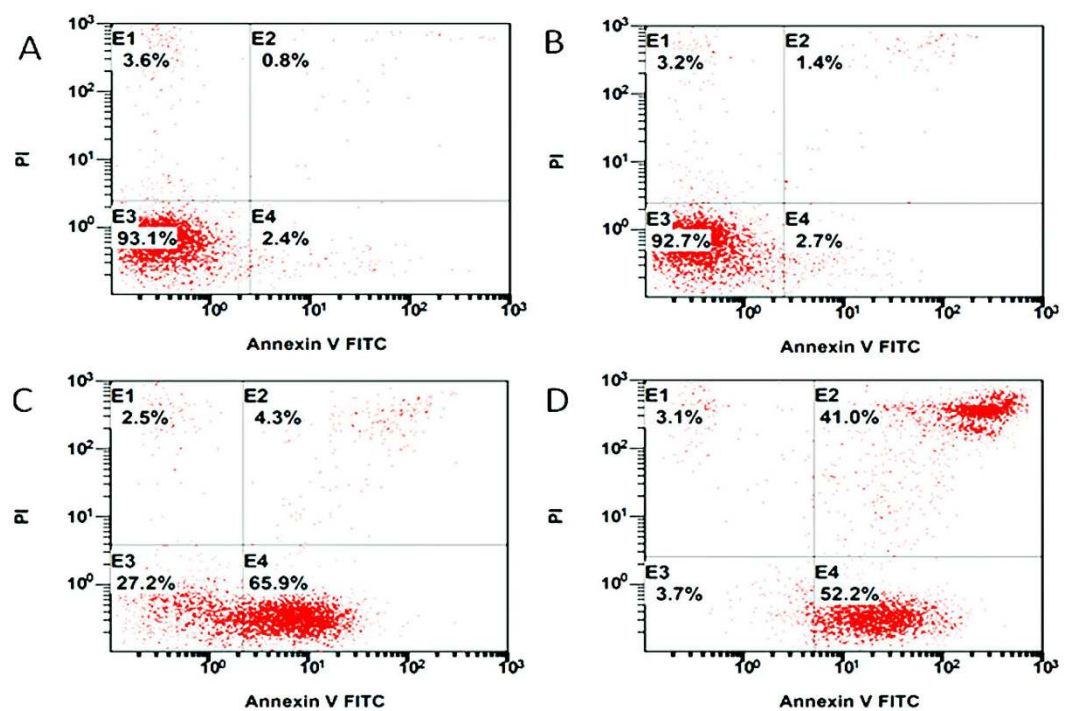 A
10³
E1
3.6%
E2
0.8%
10²
PI
10¹
E3
93.1%
E4
2.4%
10⁰
10⁰ 10¹ 10² 10³
Annexin V FITC
B
10³
E1
3.2%
E2
1.4%
10²
PI
10¹
E3
92.7%
E4
2.7%
10⁰
10⁰ 10¹ 10² 10³
Annexin V FITC
C
10³
E1
2.5%
E2
4.3%
10²
PI
10¹
E3
27.2%
E4
65.9%
10⁰
10⁰ 10¹ 10² 10³
Annexin V FITC
D
10³
E1
3.1%
E2
41.0%
10²
PI
10¹
E3
3.7%
E4
52.2%
10⁰
10⁰ 10¹ 10² 10³
Annexin V FITC